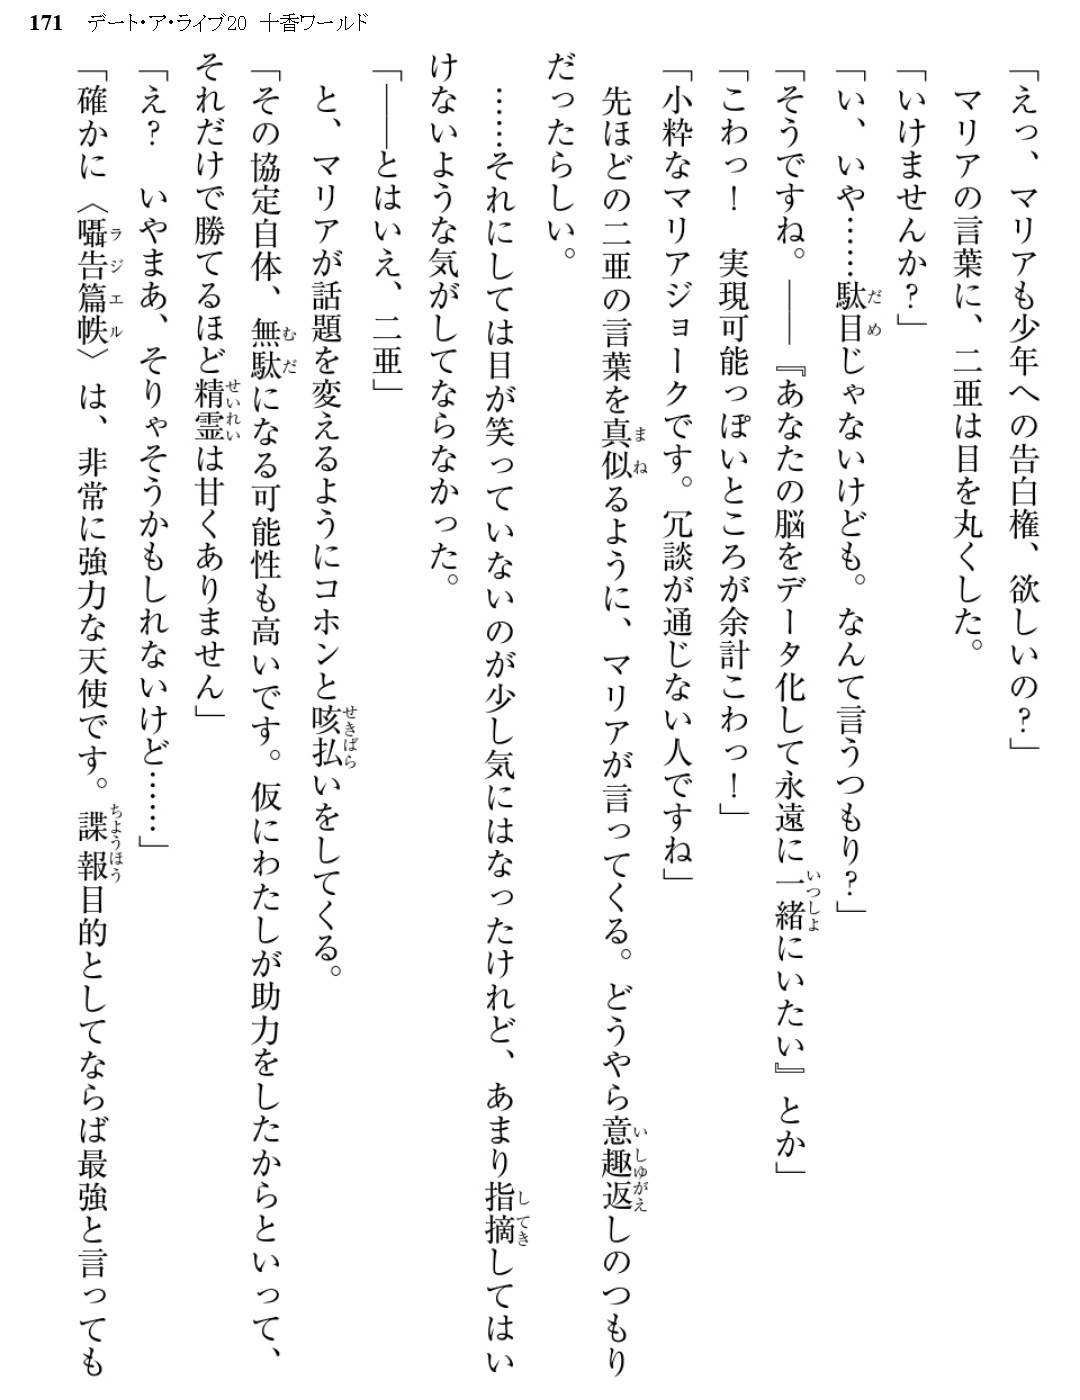 171 デート・ア・ライブ20 十香ワールド
「えっ、マリアも少年への告白権、欲しいの?」
マリアの言葉に、二亜は目を丸くした。
「いけませんか?」
「い、いや……駄目じゃないけども。なんて言うつもり?」
「そうですね。――『あなたの脳をデータ化して永遠に一緒にいたい』とか」
「こわっ! 実現可能っぽいところが余計こわっ!」
「小粋なマリアジョークです。冗談が通じない人ですね」
先ほどの二亜の言葉を真似るように、マリアが言ってくる。どうやら意趣返しのつもり
だったらしい。
……それにしては目が笑っていないのが少し気にはなったけれど、あまり指摘してはい
けないような気がしてならなかった。
「――とはいえ、二亜」
と、マリアが話題を変えるようにコホンと咳払いをしてくる。
「その協定自体、無駄になる可能性も高いです。仮にわたしが助力をしたからといって、
それだけで勝てるほど精霊は甘くありません」
「え? いやまあ、そりゃそうかもしれないけど……」
「確かに〈囁告篇帙〉は、非常に強力な天使です。諜報目的としてならば最強と言っても